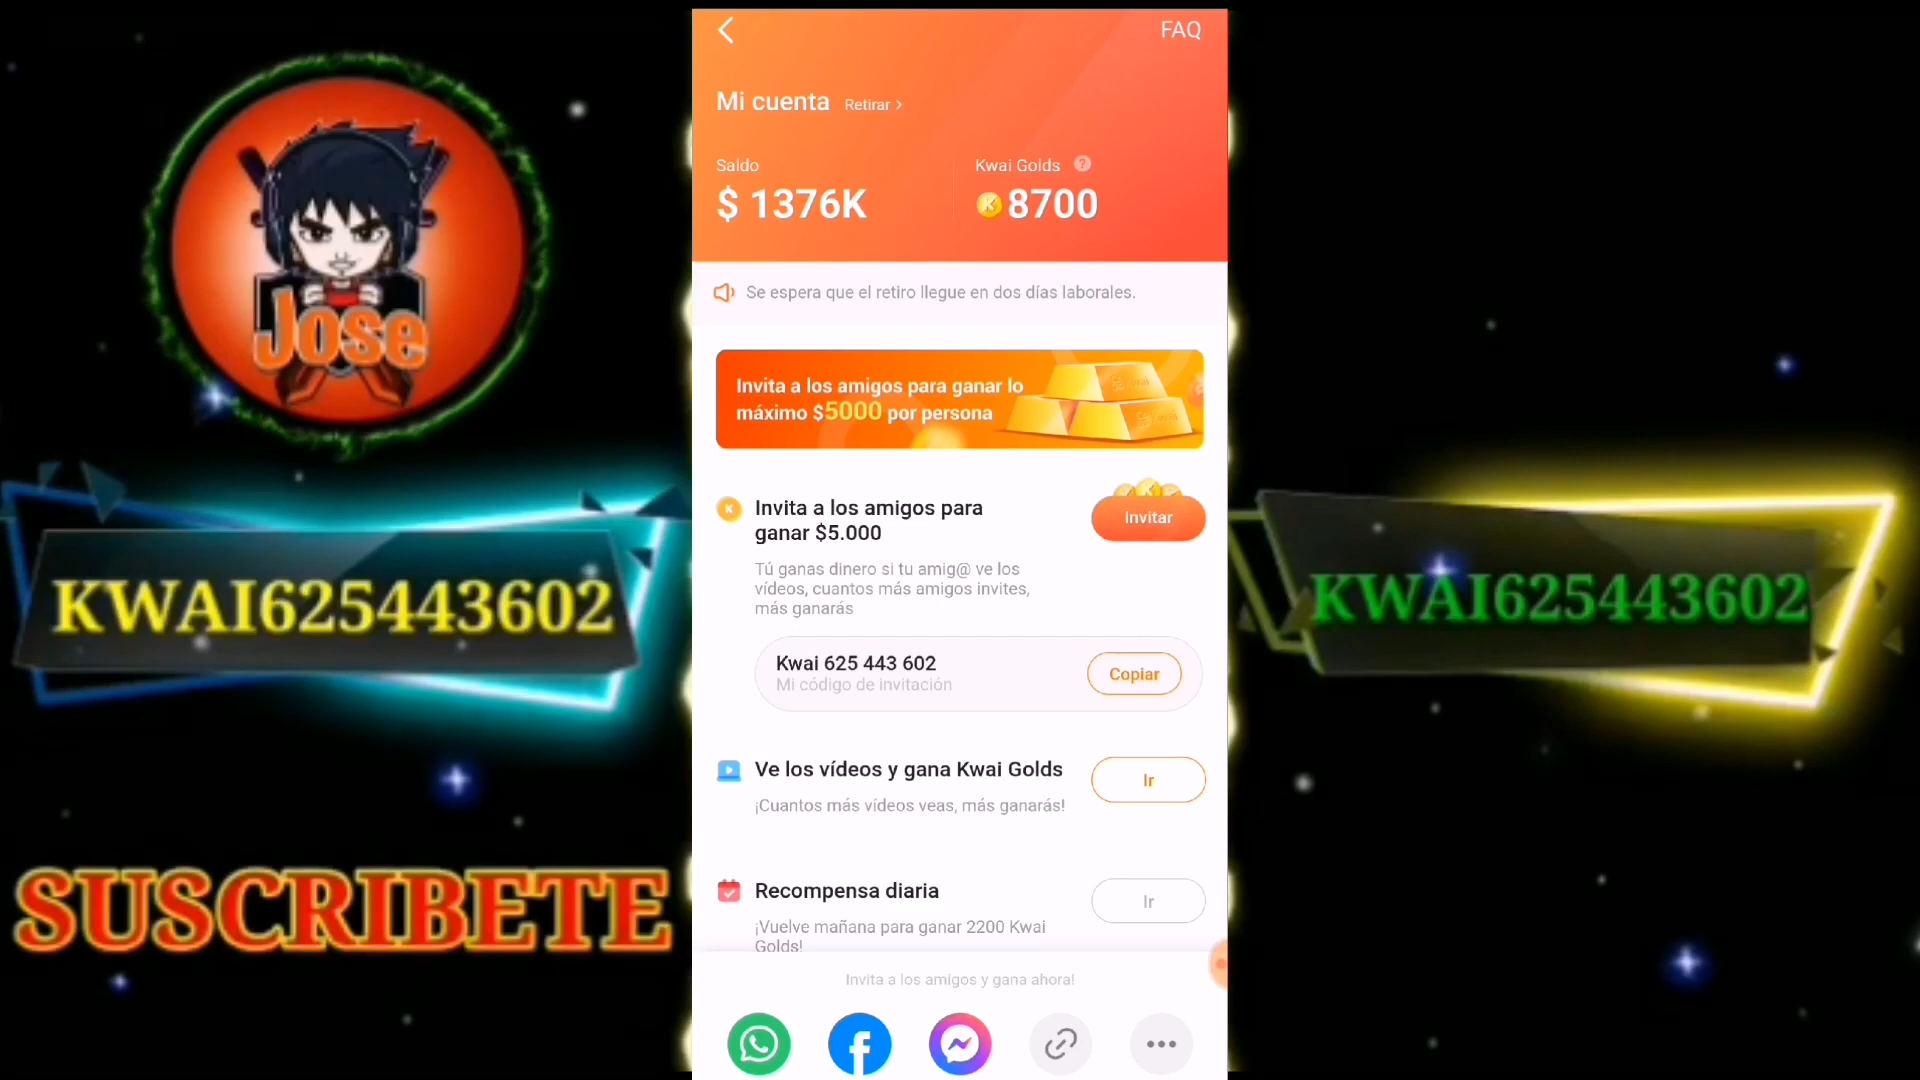 FAQ
Mi cuenta Retirar >
Saldo
Kwai Golds ?
$ 1376K
K 8700
Se espera que el retiro llegue en dos días laborales.
Invita a los amigos para ganar lo
máximo $5000 por persona
Invita a los amigos para
ganar $5.000
Invitar
Tú ganas dinero si tu amig@ ve los
vídeos, cuantos más amigos invites,
más ganarás
Kwai 625 443 602
Mi código de invitación
Copiar
Ve los vídeos y gana Kwai Golds
¡Cuantos más vídeos veas, más ganarás!
Ir
Recompensa diaria
¡Vuelve mañana para ganar 2200 Kwai
Golds!
Ir
Invita a los amigos y gana ahora!
Jose
KWAI625443602
SUSCRIBETE
KWAI625443602